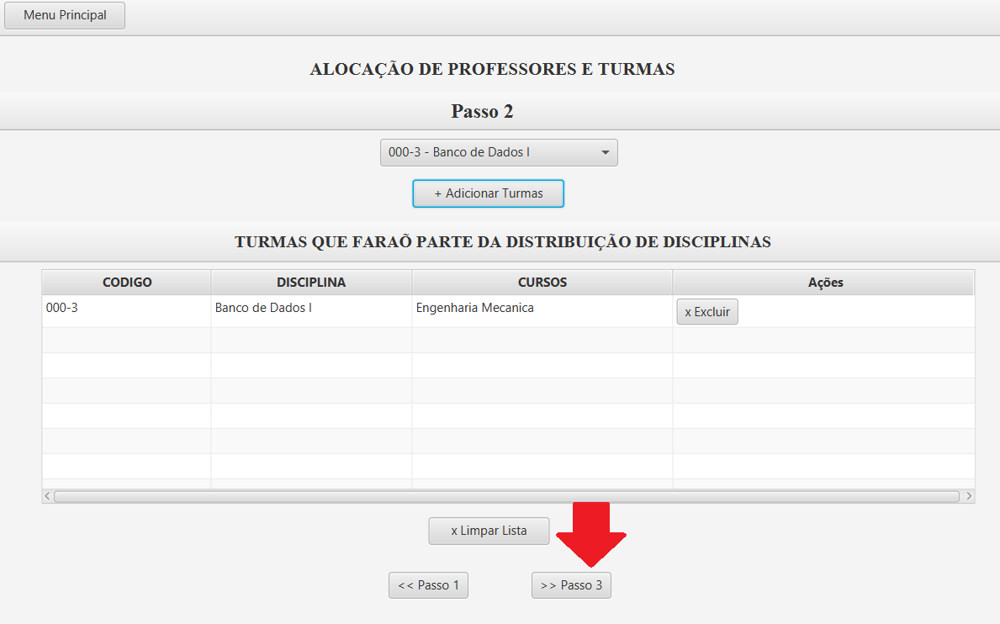 Menu Principal
ALOCAÇÃO DE PROFESSORES E TURMAS
Passo 2
000-3 - Banco de Dados I
+ Adicionar Turmas
TURMAS QUE FARAÕ PARTE DA DISTRIBUIÇÃO DE DISCIPLINAS
CODIGO DISCIPLINA CURSOS Ações
000-3 Banco de Dados I Engenharia Mecanica x Excluir
x Limpar Lista
<< Passo 1 >> Passo 3